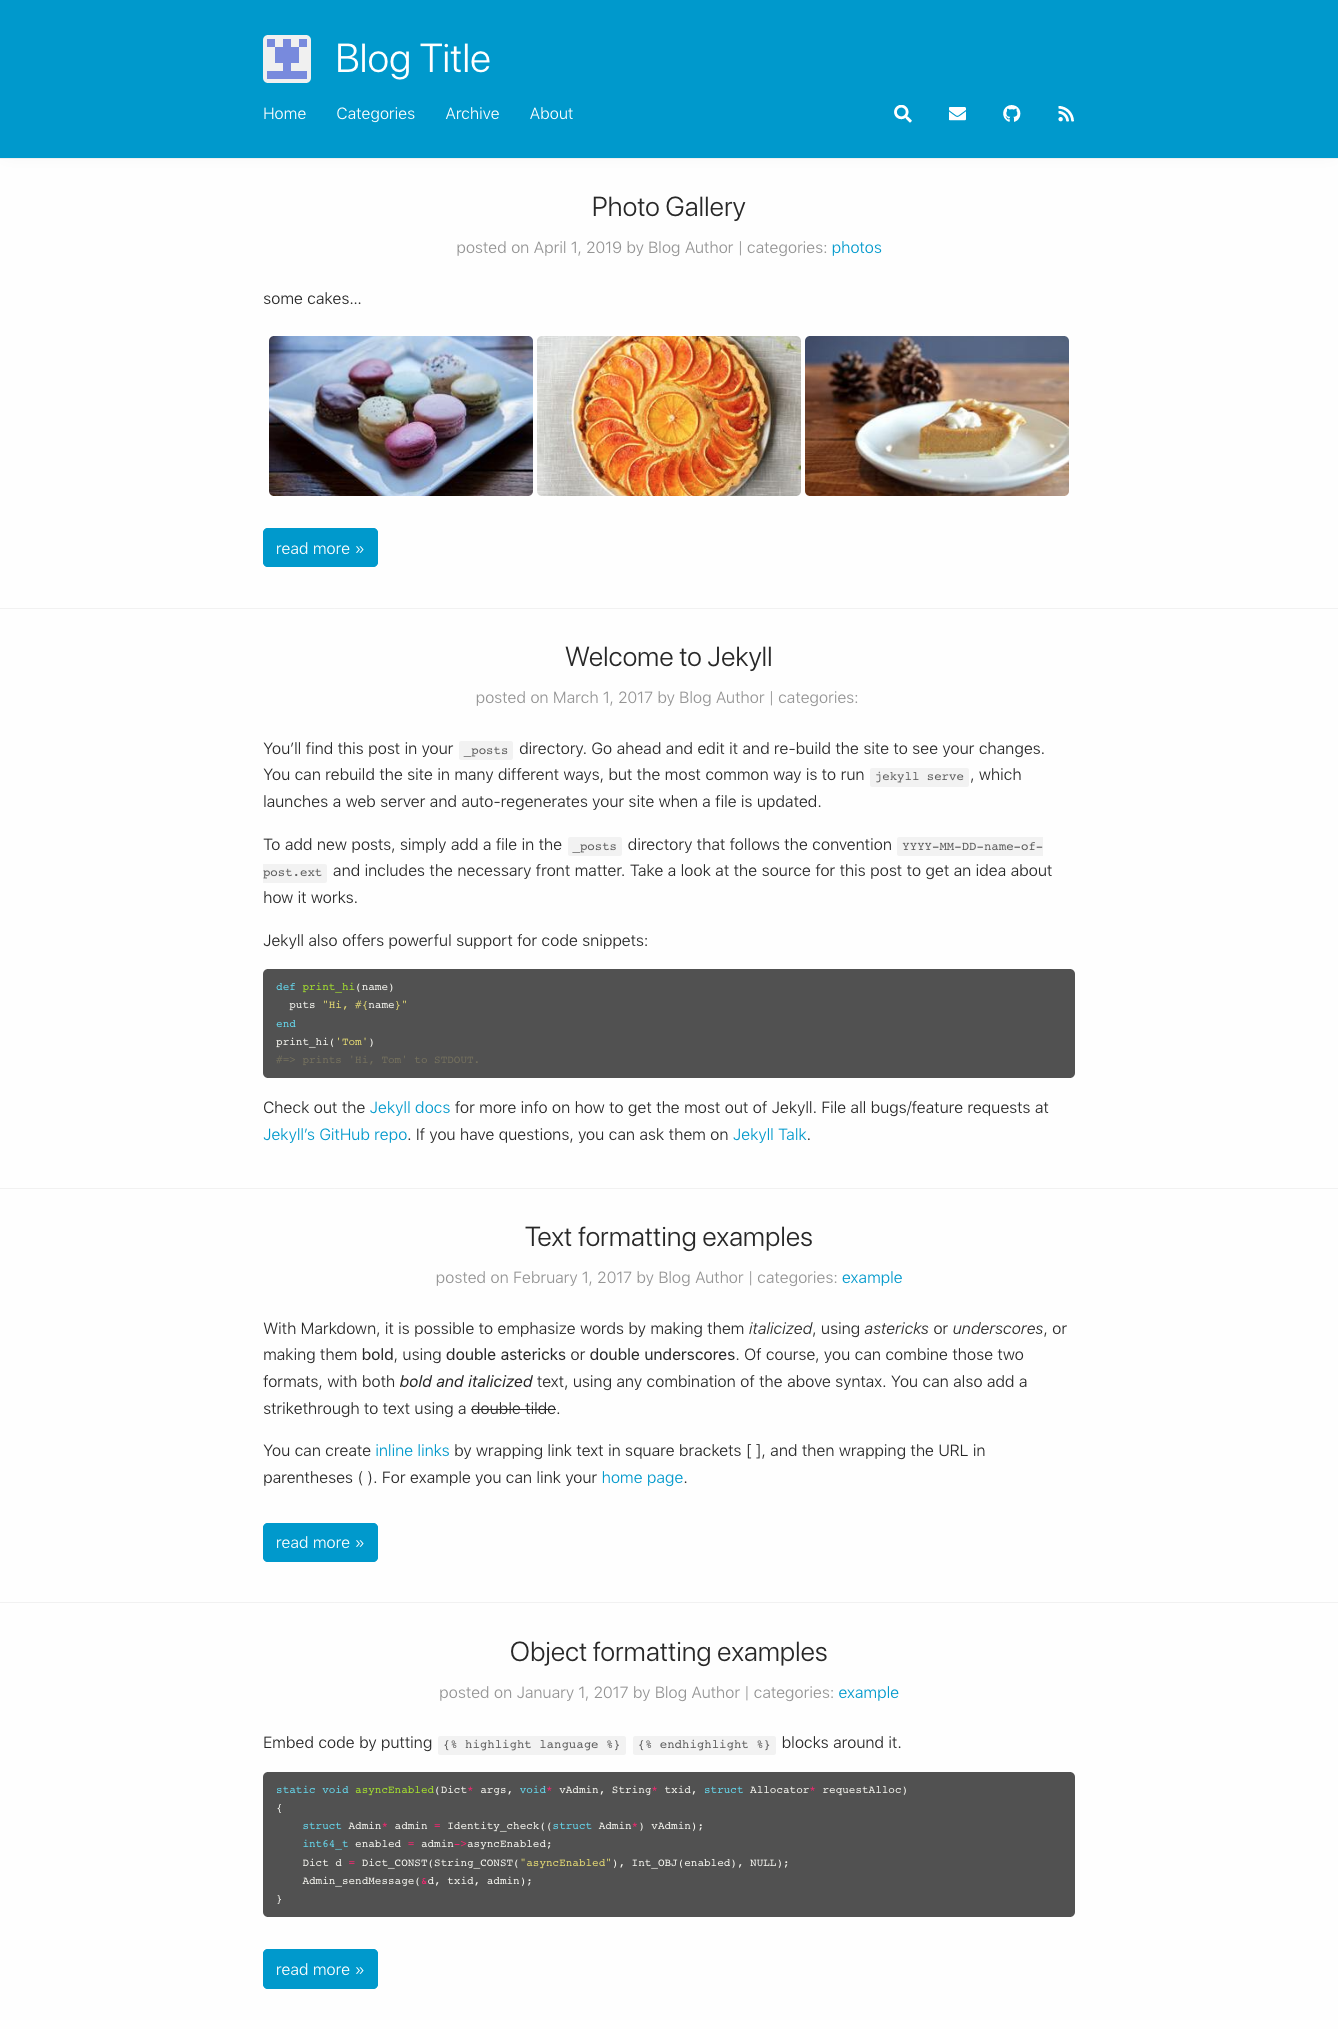 Blog Title
Home Categories Archive About
Photo Gallery
posted on April 1, 2019 by Blog Author | categories: photos
some cakes...
read more »
Welcome to Jekyll
posted on March 1, 2017 by Blog Author | categories:
You’ll find this post in your _posts directory. Go ahead and edit it and re-build the site to see your changes.
You can rebuild the site in many different ways, but the most common way is to run jekyll serve, which
launches a web server and auto-regenerates your site when a file is updated.
To add new posts, simply add a file in the _posts directory that follows the convention YYYY-MM-DD-name-of-
post.ext and includes the necessary front matter. Take a look at the source for this post to get an idea about
how it works.
Jekyll also offers powerful support for code snippets:
def print_hi(name)
  puts "Hi, #{name}"
end
print_hi('Tom')
#=> prints 'Hi, Tom' to STDOUT.
Check out the Jekyll docs for more info on how to get the most out of Jekyll. File all bugs/feature requests at
Jekyll’s GitHub repo. If you have questions, you can ask them on Jekyll Talk.
Text formatting examples
posted on February 1, 2017 by Blog Author | categories: example
With Markdown, it is possible to emphasize words by making them italicized, using astericks or underscores, or
making them bold, using double astericks or double underscores. Of course, you can combine those two
formats, with both bold and italicized text, using any combination of the above syntax. You can also add a
strikethrough to text using a double tilde.
You can create inline links by wrapping link text in square brackets [ ], and then wrapping the URL in
parentheses ( ). For example you can link your home page.
read more »
Object formatting examples
posted on January 1, 2017 by Blog Author | categories: example
Embed code by putting {% highlight language %} {% endhighlight %} blocks around it.
static void asyncEnabled(Dict* args, void* vAdmin, String* txid, struct Allocator* requestAlloc)
{
    struct Admin* admin = Identity_check((struct Admin*) vAdmin);
    int64_t enabled = admin->asyncEnabled;
    Dict d = Dict_CONST(String_CONST("asyncEnabled"), Int_OBJ(enabled), NULL);
    Admin_sendMessage(&d, txid, admin);
}
read more »